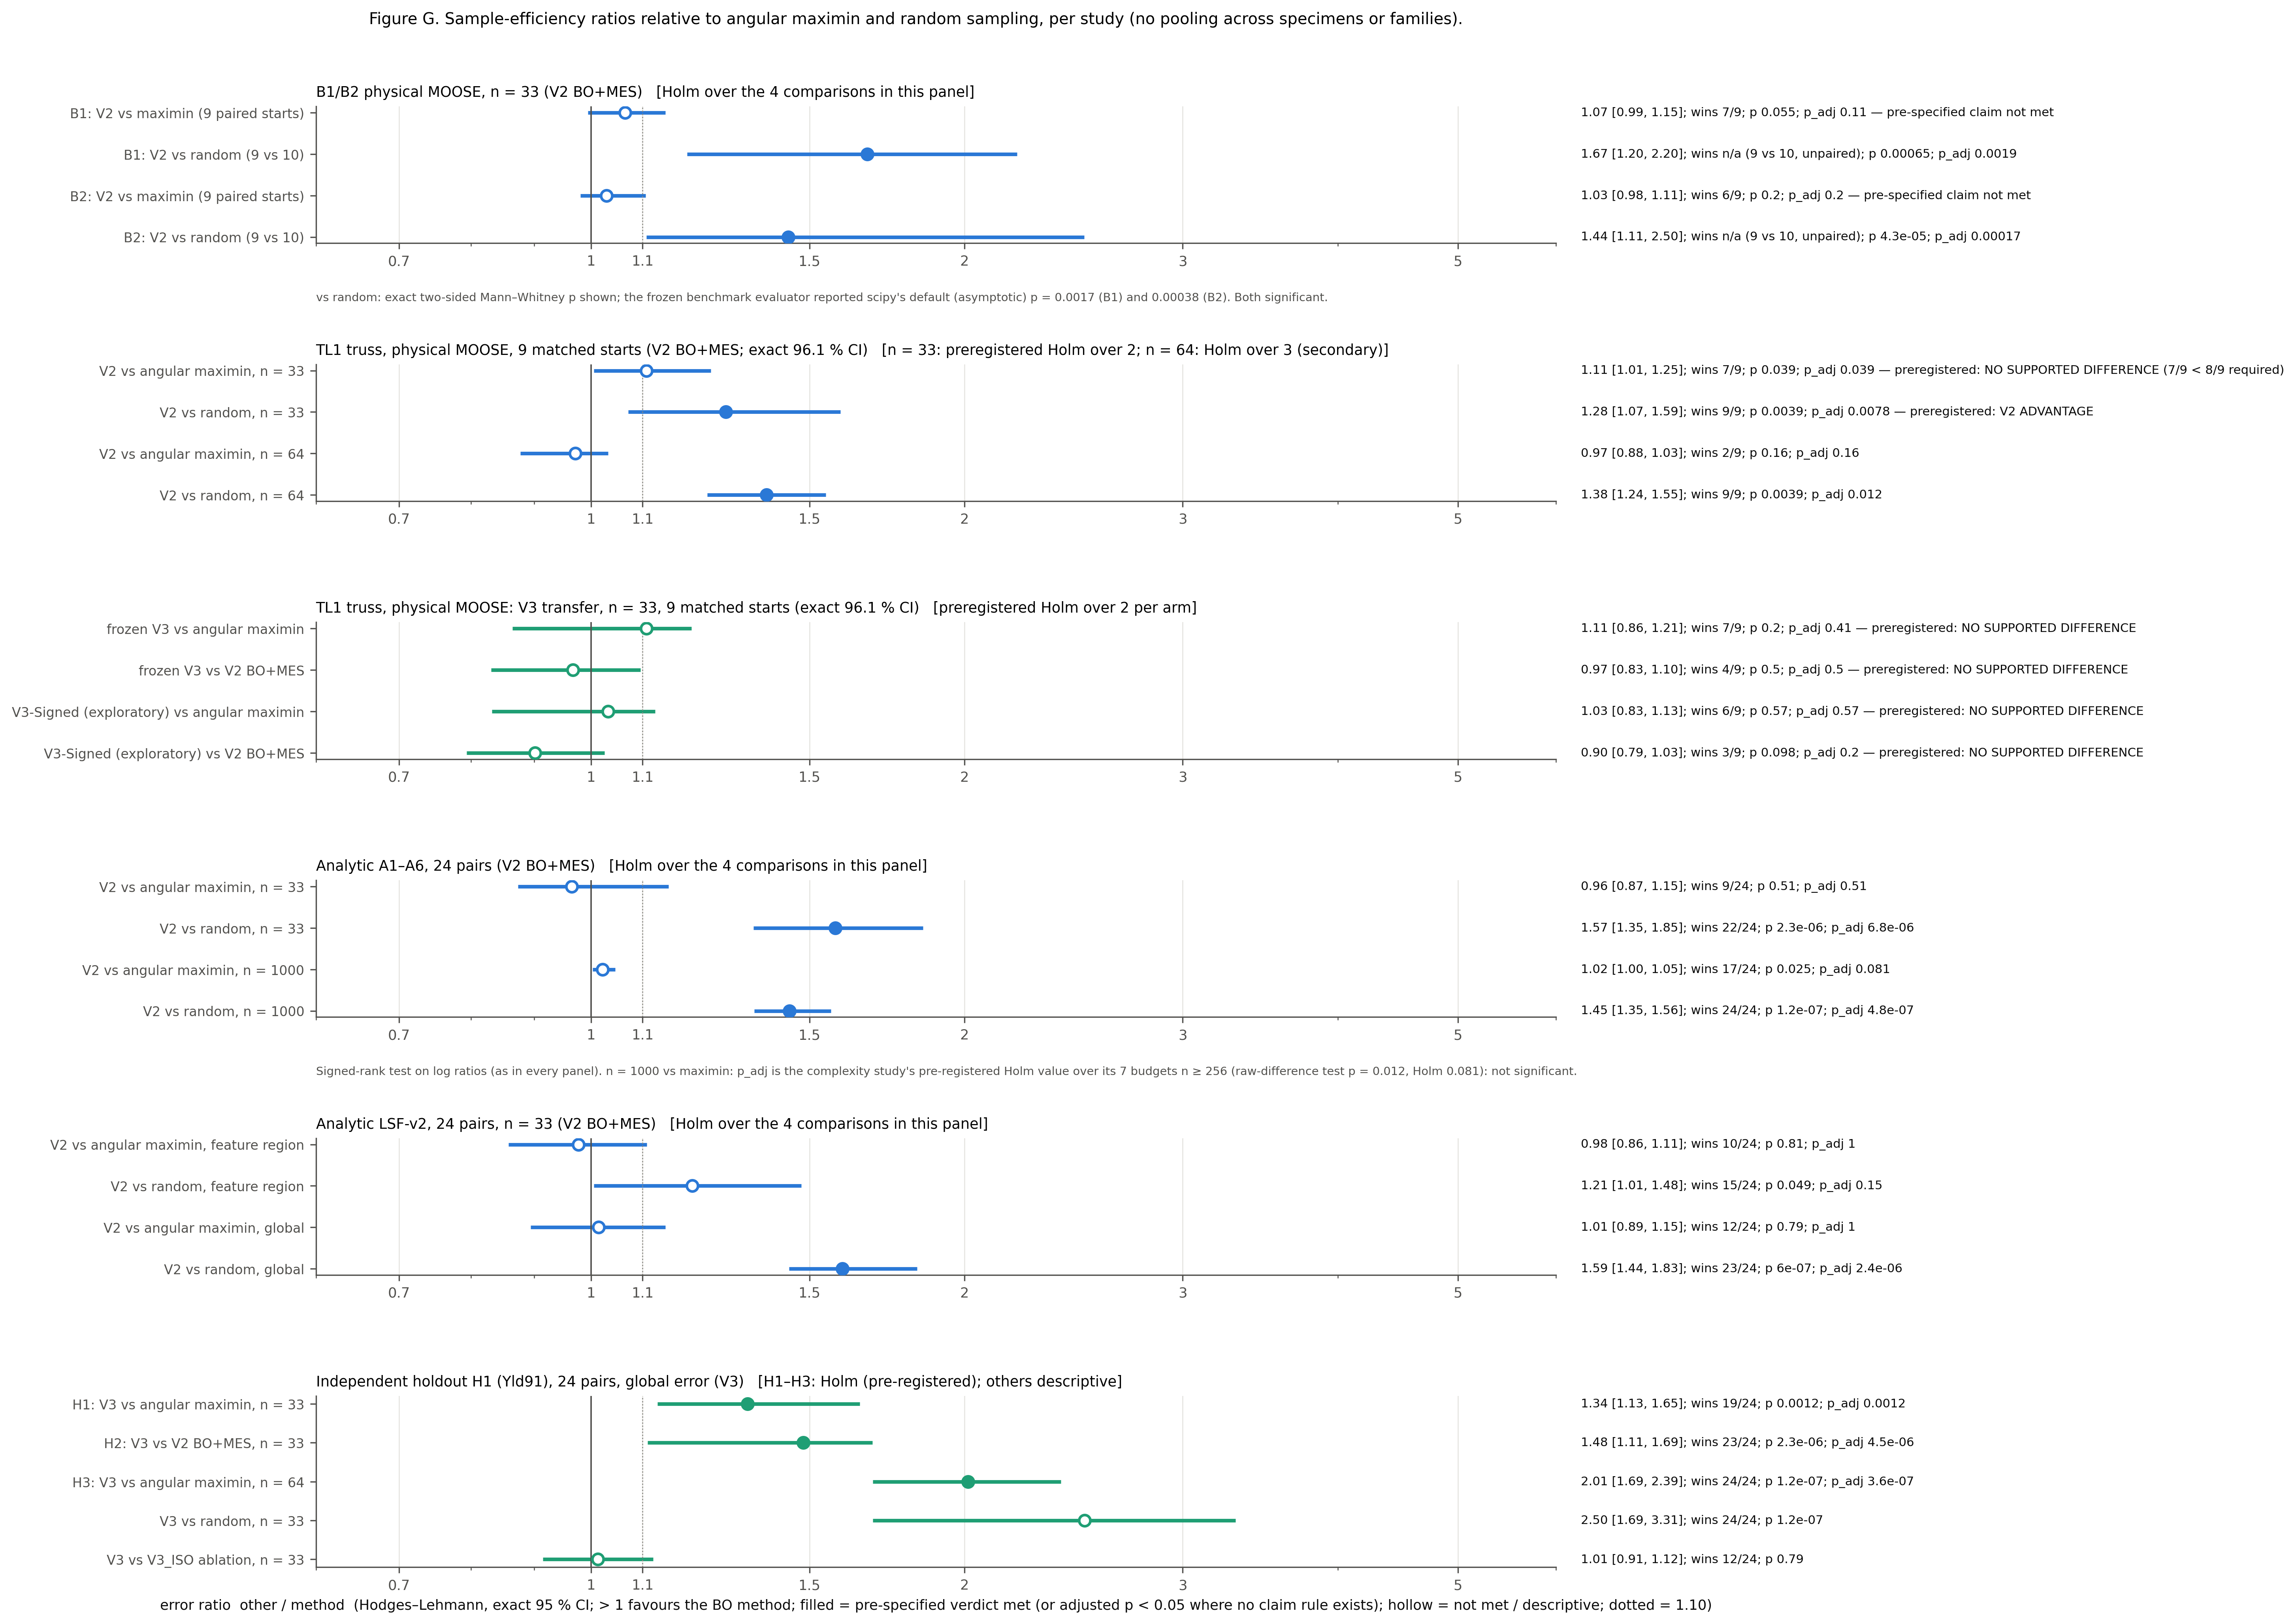 Figure G. Sample-efficiency ratios relative to angular maximin and random sampling, per study (no pooling across specimens or families).
B1/B2 physical MOOSE, n = 33 (V2 BO+MES)   [Holm over the 4 comparisons in this panel]
B1: V2 vs maximin (9 paired starts)
1.07 [0.99, 1.15]; wins 7/9; p 0.055; p_adj 0.11 — pre-specified claim not met
B1: V2 vs random (9 vs 10)
1.67 [1.20, 2.20]; wins n/a (9 vs 10, unpaired); p 0.00065; p_adj 0.0019
B2: V2 vs maximin (9 paired starts)
1.03 [0.98, 1.11]; wins 6/9; p 0.2; p_adj 0.2 — pre-specified claim not met
B2: V2 vs random (9 vs 10)
1.44 [1.11, 2.50]; wins n/a (9 vs 10, unpaired); p 4.3e-05; p_adj 0.00017
0.7 1 1.1 1.5 2 3 5
vs random: exact two-sided Mann–Whitney p shown; the frozen benchmark evaluator reported scipy's default (asymptotic) p = 0.0017 (B1) and 0.00038 (B2). Both significant.
TL1 truss, physical MOOSE, 9 matched starts (V2 BO+MES; exact 96.1 % CI)   [n = 33: preregistered Holm over 2; n = 64: Holm over 3 (secondary)]
V2 vs angular maximin, n = 33
1.11 [1.01, 1.25]; wins 7/9; p 0.039; p_adj 0.039 — preregistered: NO SUPPORTED DIFFERENCE (7/9 < 8/9 required)
V2 vs random, n = 33
1.28 [1.07, 1.59]; wins 9/9; p 0.0039; p_adj 0.0078 — preregistered: V2 ADVANTAGE
V2 vs angular maximin, n = 64
0.97 [0.88, 1.03]; wins 2/9; p 0.16; p_adj 0.16
V2 vs random, n = 64
1.38 [1.24, 1.55]; wins 9/9; p 0.0039; p_adj 0.012
0.7 1 1.1 1.5 2 3 5
TL1 truss, physical MOOSE: V3 transfer, n = 33, 9 matched starts (exact 96.1 % CI)   [preregistered Holm over 2 per arm]
frozen V3 vs angular maximin
1.11 [0.86, 1.21]; wins 7/9; p 0.2; p_adj 0.41 — preregistered: NO SUPPORTED DIFFERENCE
frozen V3 vs V2 BO+MES
0.97 [0.83, 1.10]; wins 4/9; p 0.5; p_adj 0.5 — preregistered: NO SUPPORTED DIFFERENCE
V3-Signed (exploratory) vs angular maximin
1.03 [0.83, 1.13]; wins 6/9; p 0.57; p_adj 0.57 — preregistered: NO SUPPORTED DIFFERENCE
V3-Signed (exploratory) vs V2 BO+MES
0.90 [0.79, 1.03]; wins 3/9; p 0.098; p_adj 0.2 — preregistered: NO SUPPORTED DIFFERENCE
0.7 1 1.1 1.5 2 3 5
Analytic A1–A6, 24 pairs (V2 BO+MES)   [Holm over the 4 comparisons in this panel]
V2 vs angular maximin, n = 33
0.96 [0.87, 1.15]; wins 9/24; p 0.51; p_adj 0.51
V2 vs random, n = 33
1.57 [1.35, 1.85]; wins 22/24; p 2.3e-06; p_adj 6.8e-06
V2 vs angular maximin, n = 1000
1.02 [1.00, 1.05]; wins 17/24; p 0.025; p_adj 0.081
V2 vs random, n = 1000
1.45 [1.35, 1.56]; wins 24/24; p 1.2e-07; p_adj 4.8e-07
0.7 1 1.1 1.5 2 3 5
Signed-rank test on log ratios (as in every panel). n = 1000 vs maximin: p_adj is the complexity study's pre-registered Holm value over its 7 budgets n ≥ 256 (raw-difference test p = 0.012, Holm 0.081): not significant.
Analytic LSF-v2, 24 pairs, n = 33 (V2 BO+MES)   [Holm over the 4 comparisons in this panel]
V2 vs angular maximin, feature region
0.98 [0.86, 1.11]; wins 10/24; p 0.81; p_adj 1
V2 vs random, feature region
1.21 [1.01, 1.48]; wins 15/24; p 0.049; p_adj 0.15
V2 vs angular maximin, global
1.01 [0.89, 1.15]; wins 12/24; p 0.79; p_adj 1
V2 vs random, global
1.59 [1.44, 1.83]; wins 23/24; p 6e-07; p_adj 2.4e-06
0.7 1 1.1 1.5 2 3 5
Independent holdout H1 (Yld91), 24 pairs, global error (V3)   [H1–H3: Holm (pre-registered); others descriptive]
H1: V3 vs angular maximin, n = 33
1.34 [1.13, 1.65]; wins 19/24; p 0.0012; p_adj 0.0012
H2: V3 vs V2 BO+MES, n = 33
1.48 [1.11, 1.69]; wins 23/24; p 2.3e-06; p_adj 4.5e-06
H3: V3 vs angular maximin, n = 64
2.01 [1.69, 2.39]; wins 24/24; p 1.2e-07; p_adj 3.6e-07
V3 vs random, n = 33
2.50 [1.69, 3.31]; wins 24/24; p 1.2e-07
V3 vs V3_ISO ablation, n = 33
1.01 [0.91, 1.12]; wins 12/24; p 0.79
0.7 1 1.1 1.5 2 3 5
error ratio  other / method  (Hodges–Lehmann, exact 95 % CI; > 1 favours the BO method; filled = pre-specified verdict met (or adjusted p < 0.05 where no claim rule exists); hollow = not met / descriptive; dotted = 1.10)